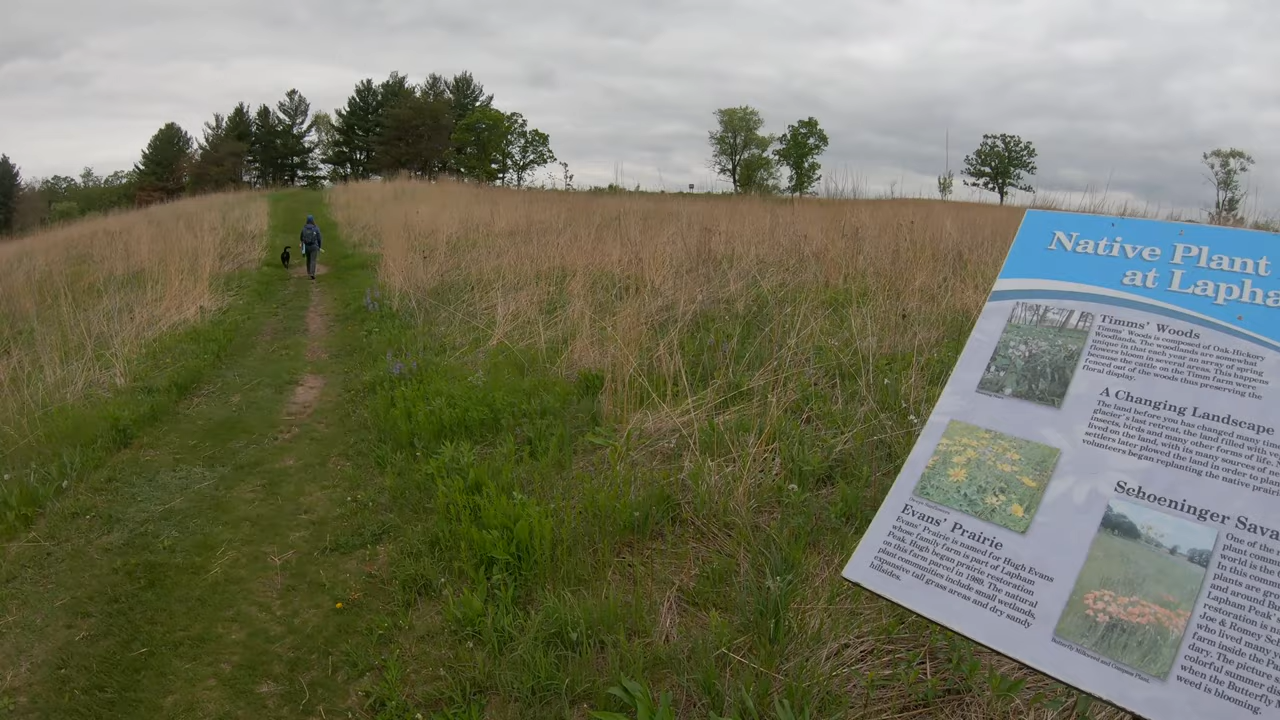 Native Plant
at Lapha
Timms' Woods
Timms' Woods is composed of Oak-Hickory
Woodlands. The woodlands are somewhat
unique in that each year an array of spring
flowers bloom in several areas. This happens
because the cattle on the Timm farm were
fenced out of the woods thus preserving the
floral display.
A Changing Landscape
The land before you has changed many tim
glacier's last retreat, the land filled with ve
insects, birds and many other forms of life.
lived on the land, with its many sources of
settlers later plowed the land in order to plan
volunteers began replanting the native prairi
Evans' Prairie
Evans' Prairie is named for Hugh Evans
whose family farm is part of Lapham
Peak. Hugh began prairie restoration
on this farm parcel in 1988. The natural
plant communities include small wetlands,
expansive tall grass areas and dry sandy
hillsides.
Schoeninger Sava
One of the
plant comm
world is the
In this comm
plants are gro
and around B
Lapham Peak's
restoration is n
Joe & Romey Sc
who lived many y
farm inside the Pa
dary. The picture s
colorful summer dis
when the Butterfly
weed is blooming.
Butterfly Milkweed and Compass Plant.